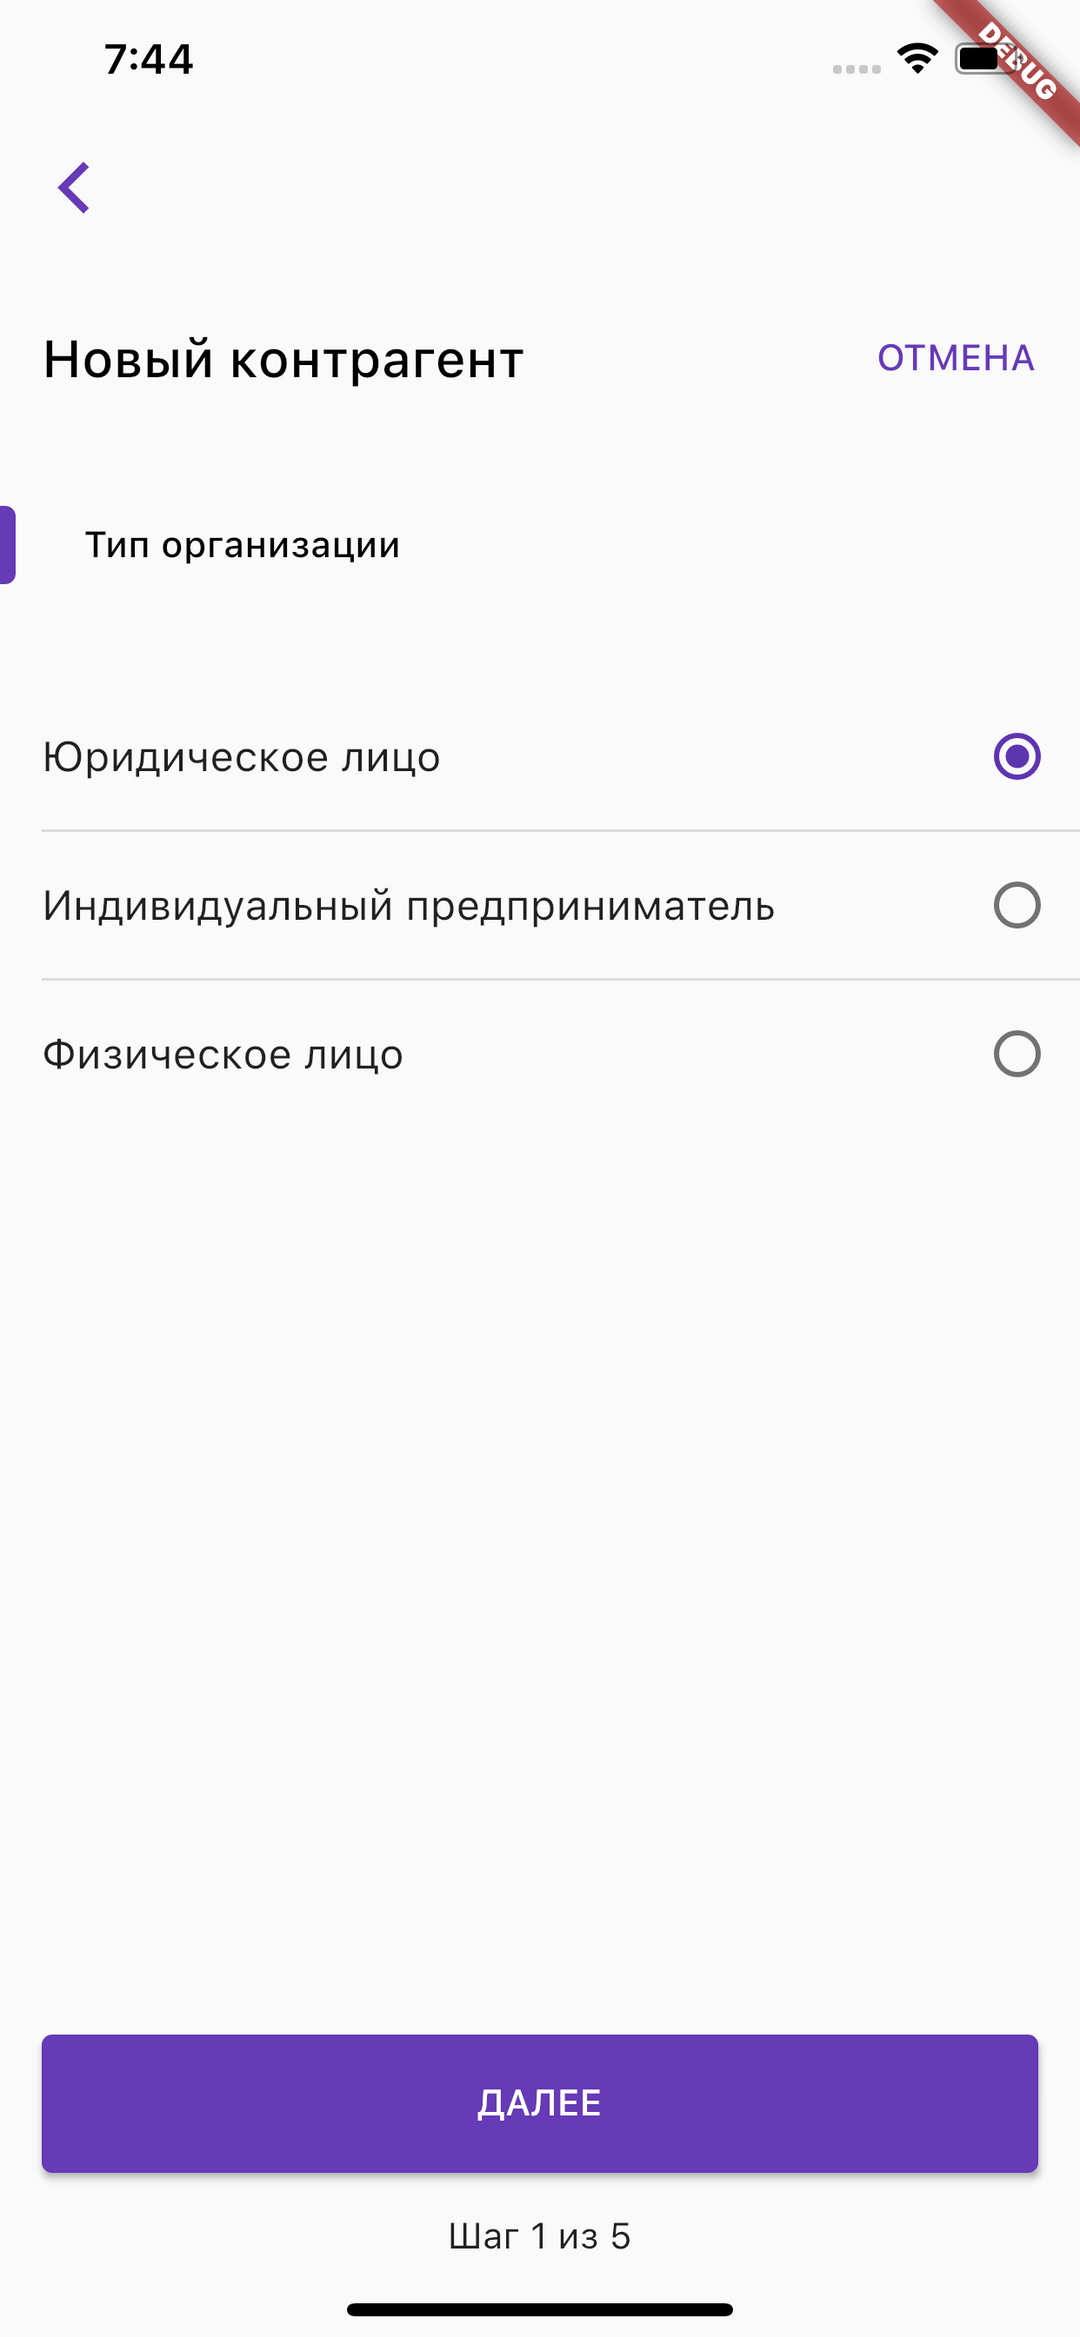 7:44
DEBUG
Новый контрагент
ОТМЕНА
Тип организации
Юридическое лицо
Индивидуальный предприниматель
Физическое лицо
ДАЛЕЕ
Шаг 1 из 5